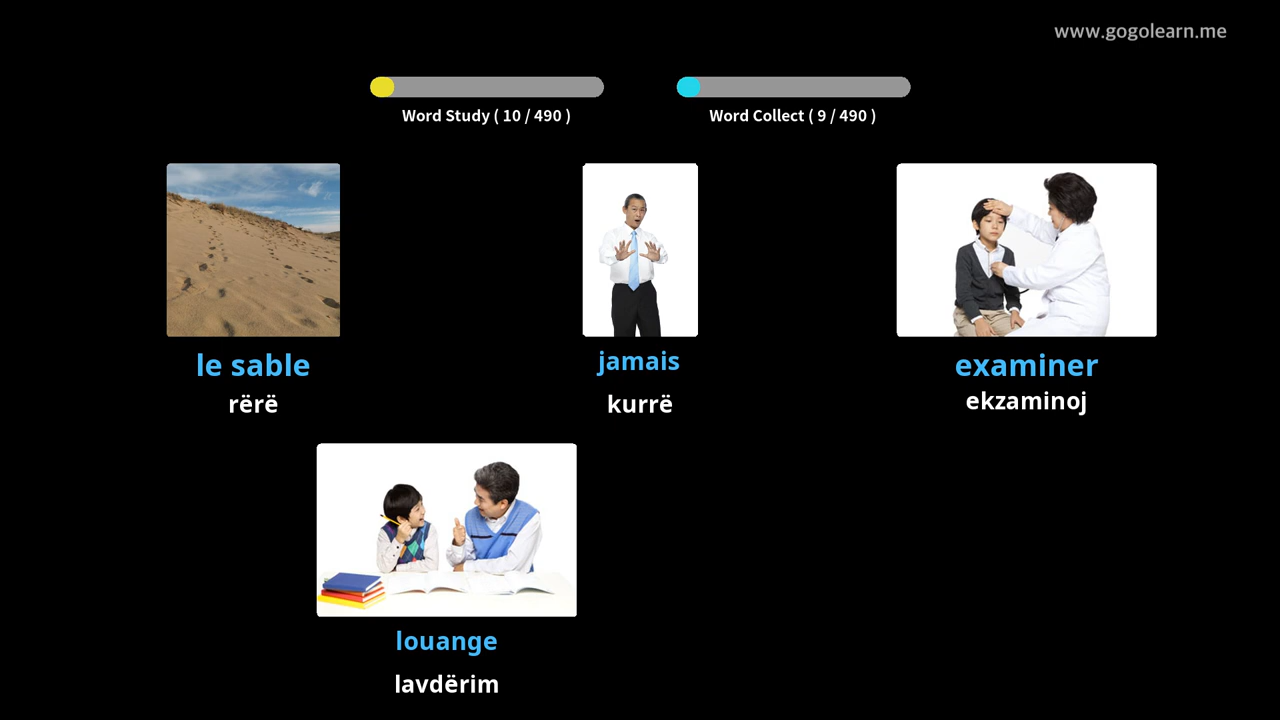 www.gogolearn.me
Word Study ( 10 / 490 )
Word Collect ( 9 / 490 )
le sable
rërë
jamais
kurrë
examiner
ekzaminoj
louange
lavdërim